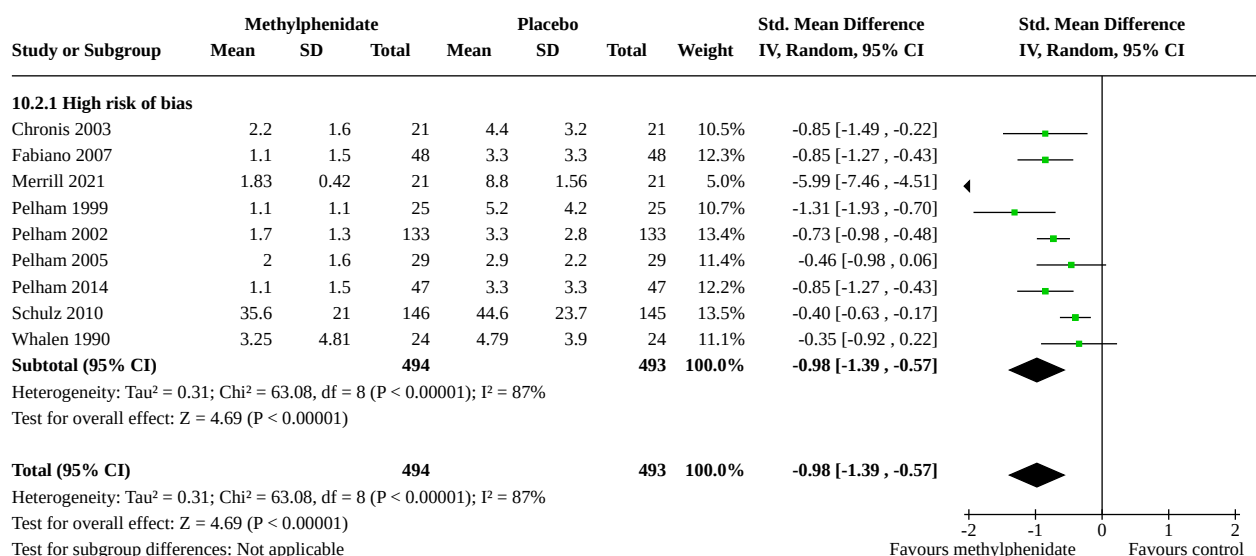 Methylphenidate Placebo Std. Mean Difference Std. Mean Difference
Study or Subgroup Mean SD Total Mean SD Total Weight IV, Random, 95% CI IV, Random, 95% CI
10.2.1 High risk of bias
Chronis 2003 2.2 1.6 21 4.4 3.2 21 10.5% -0.85 [-1.49 , -0.22]
Fabiano 2007 1.1 1.5 48 3.3 3.3 48 12.3% -0.85 [-1.27 , -0.43]
Merrill 2021 1.83 0.42 21 8.8 1.56 21 5.0% -5.99 [-7.46 , -4.51]
Pelham 1999 1.1 1.1 25 5.2 4.2 25 10.7% -1.31 [-1.93 , -0.70]
Pelham 2002 1.7 1.3 133 3.3 2.8 133 13.4% -0.73 [-0.98 , -0.48]
Pelham 2005 2 1.6 29 2.9 2.2 29 11.4% -0.46 [-0.98 , 0.06]
Pelham 2014 1.1 1.5 47 3.3 3.3 47 12.2% -0.85 [-1.27 , -0.43]
Schulz 2010 35.6 21 146 44.6 23.7 145 13.5% -0.40 [-0.63 , -0.17]
Whalen 1990 3.25 4.81 24 4.79 3.9 24 11.1% -0.35 [-0.92 , 0.22]
Subtotal (95% CI) 494 493 100.0% -0.98 [-1.39 , -0.57]
Heterogeneity: Tau² = 0.31; Chi² = 63.08, df = 8 (P < 0.00001); I² = 87%
Test for overall effect: Z = 4.69 (P < 0.00001)
Total (95% CI) 494 493 100.0% -0.98 [-1.39 , -0.57]
Heterogeneity: Tau² = 0.31; Chi² = 63.08, df = 8 (P < 0.00001); I² = 87%
Test for overall effect: Z = 4.69 (P < 0.00001) -2 -1 0 1 2
Test for subgroup differences: Not applicable Favours methylphenidate Favours control